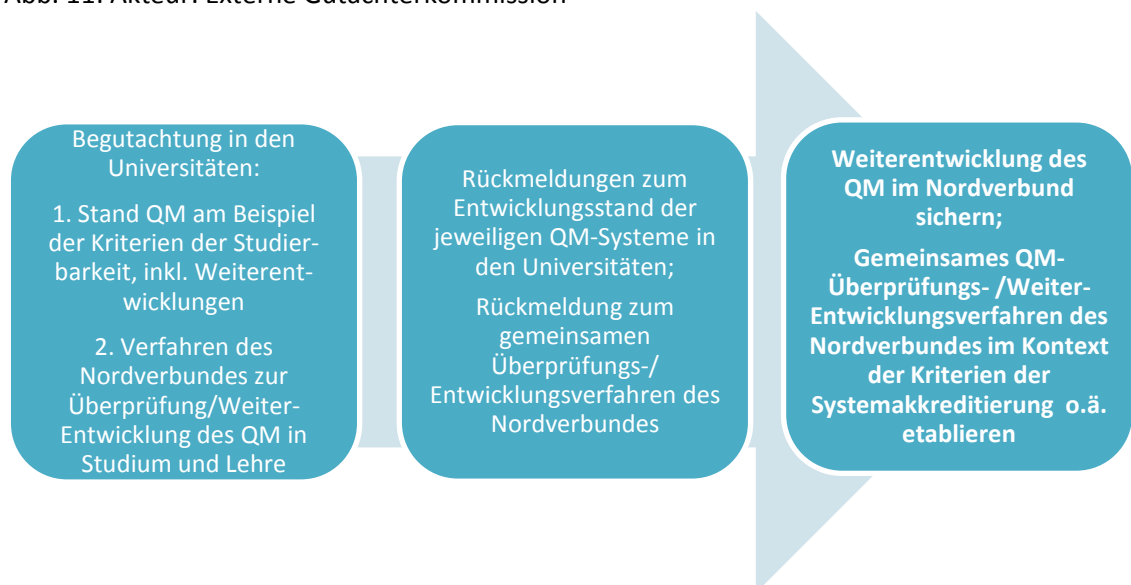 Abb. 11: Akteur: Externe Gutachterkommission
Begutachtung in den
Universitäten:
1. Stand QM am Beispiel
der Kriterien der Studier-
barkeit, inkl. Weiterent-
wicklungen
2. Verfahren des
Nordverbundes zur
Überprüfung/Weiter-
Entwicklung des QM in
Studium und Lehre
Rückmeldungen zum
Entwicklungsstand der
jeweiligen QM-Systeme in
den Universitäten;
Rückmeldung zum
gemeinsamen
Überprüfungs-/
Entwicklungsverfahren des
Nordverbundes
Weiterentwicklung des
QM im Nordverbund
sichern;
Gemeinsames QM-
Überprüfungs- /Weiter-
Entwicklungsverfahren des
Nordverbundes im Kontext
der Kriterien der
Systemakkreditierung o.ä.
etablieren